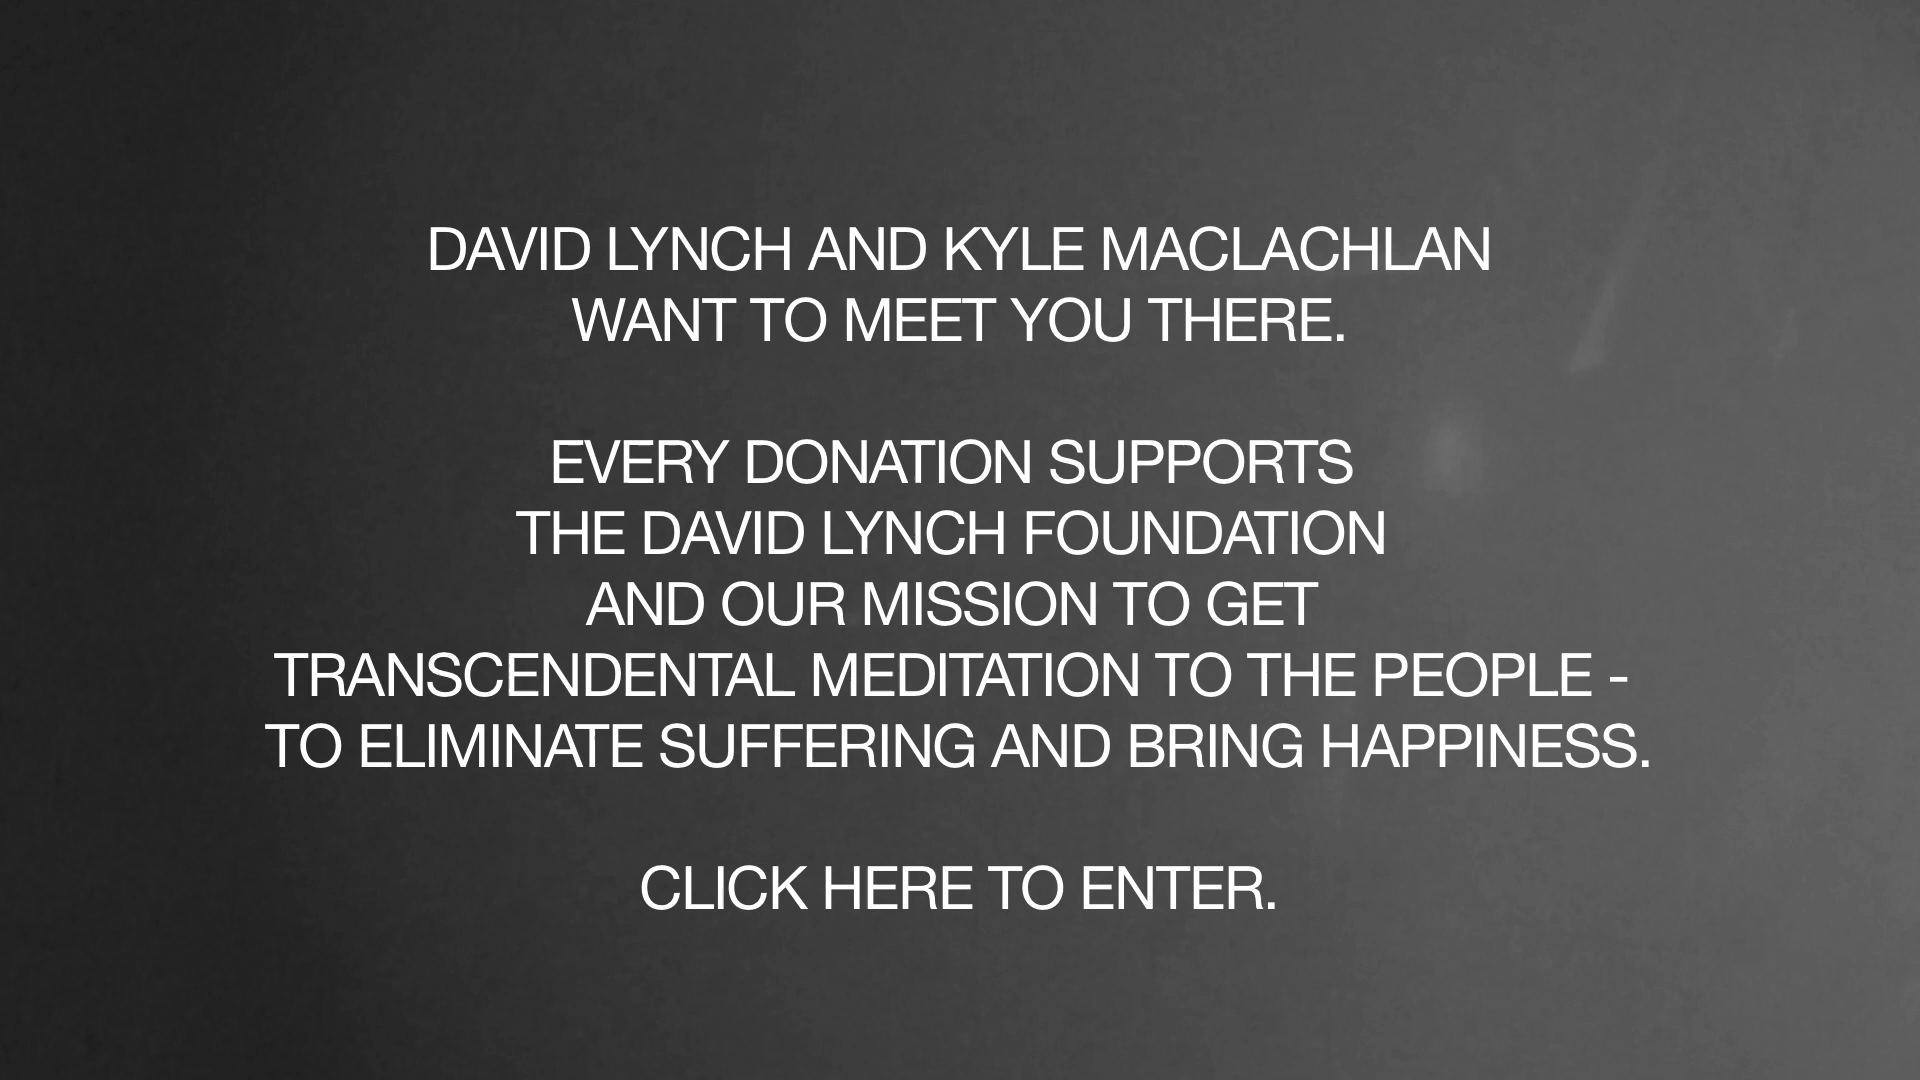 DAVID LYNCH AND KYLE MACLACHLAN
WANT TO MEET YOU THERE.
EVERY DONATION SUPPORTS
THE DAVID LYNCH FOUNDATION
AND OUR MISSION TO GET
TRANSCENDENTAL MEDITATION TO THE PEOPLE -
TO ELIMINATE SUFFERING AND BRING HAPPINESS.
CLICK HERE TO ENTER.